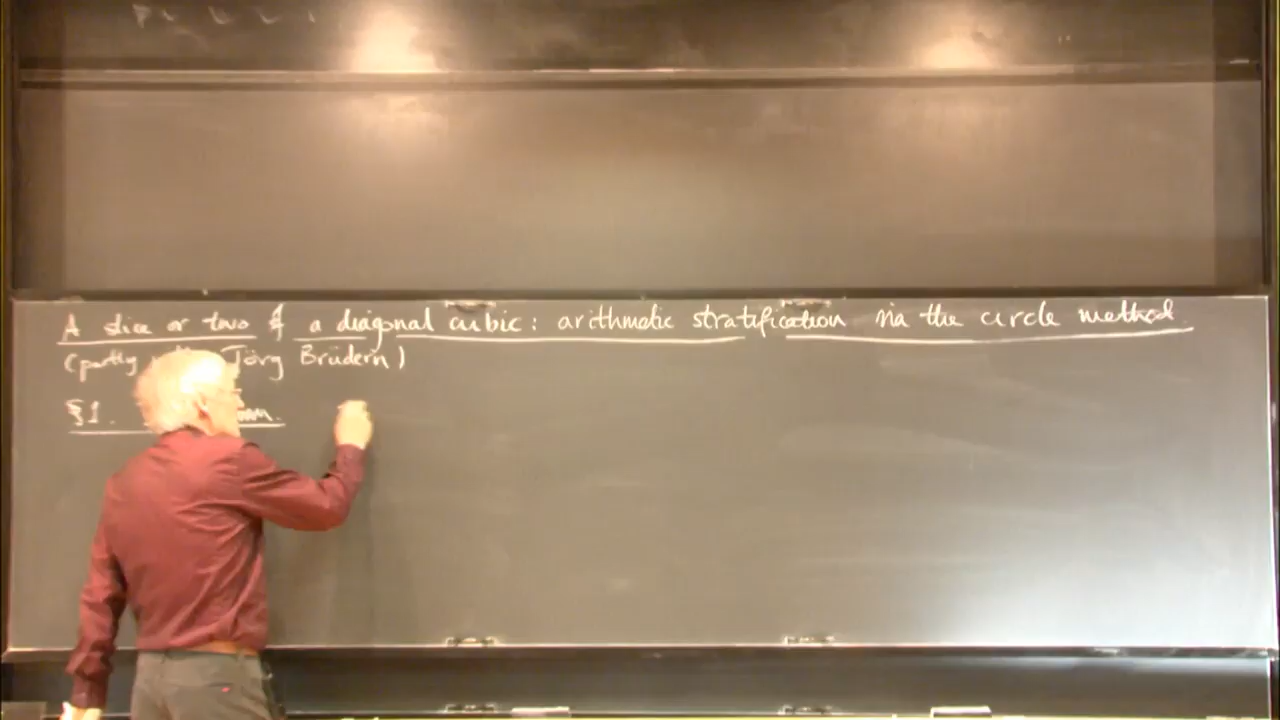 A slice or two of a diagonal cubic: arithmetic stratification via the circle method
(partly Jörg Brüdern)
§1.